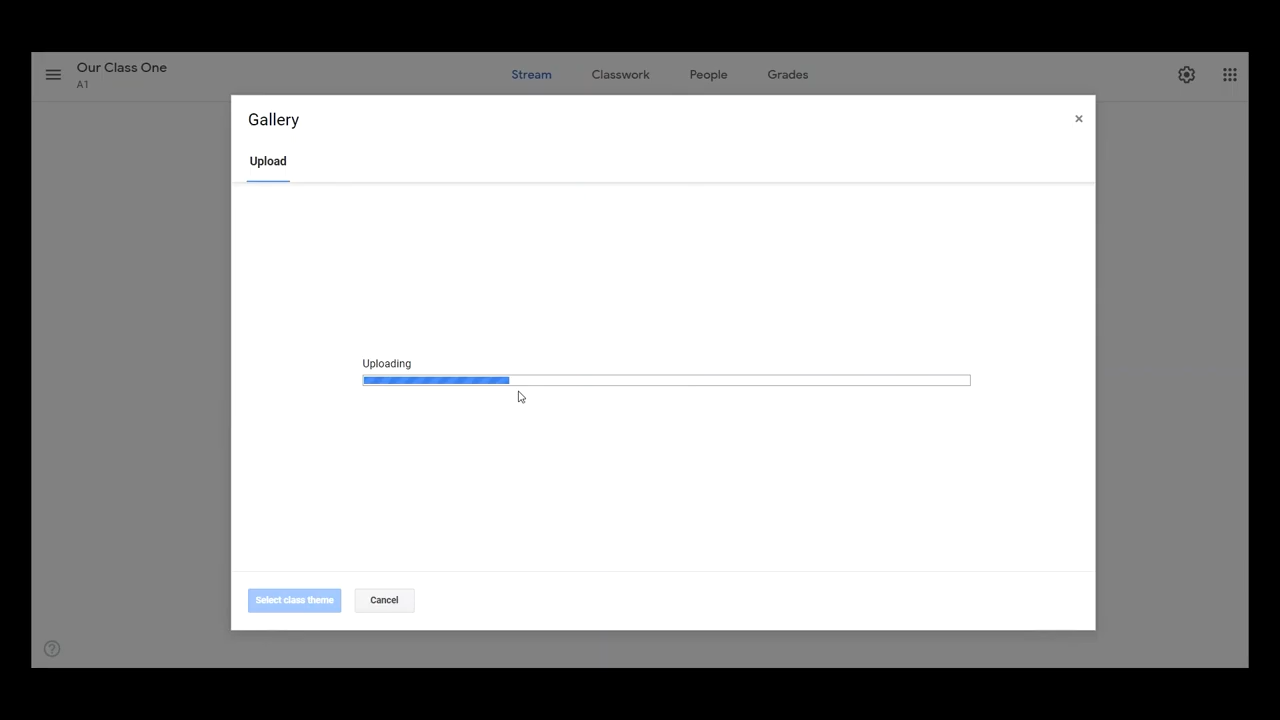 Our Class One
A1
Stream
Classwork
People
Grades
Gallery
×
Upload
Uploading
Select class theme
Cancel
?